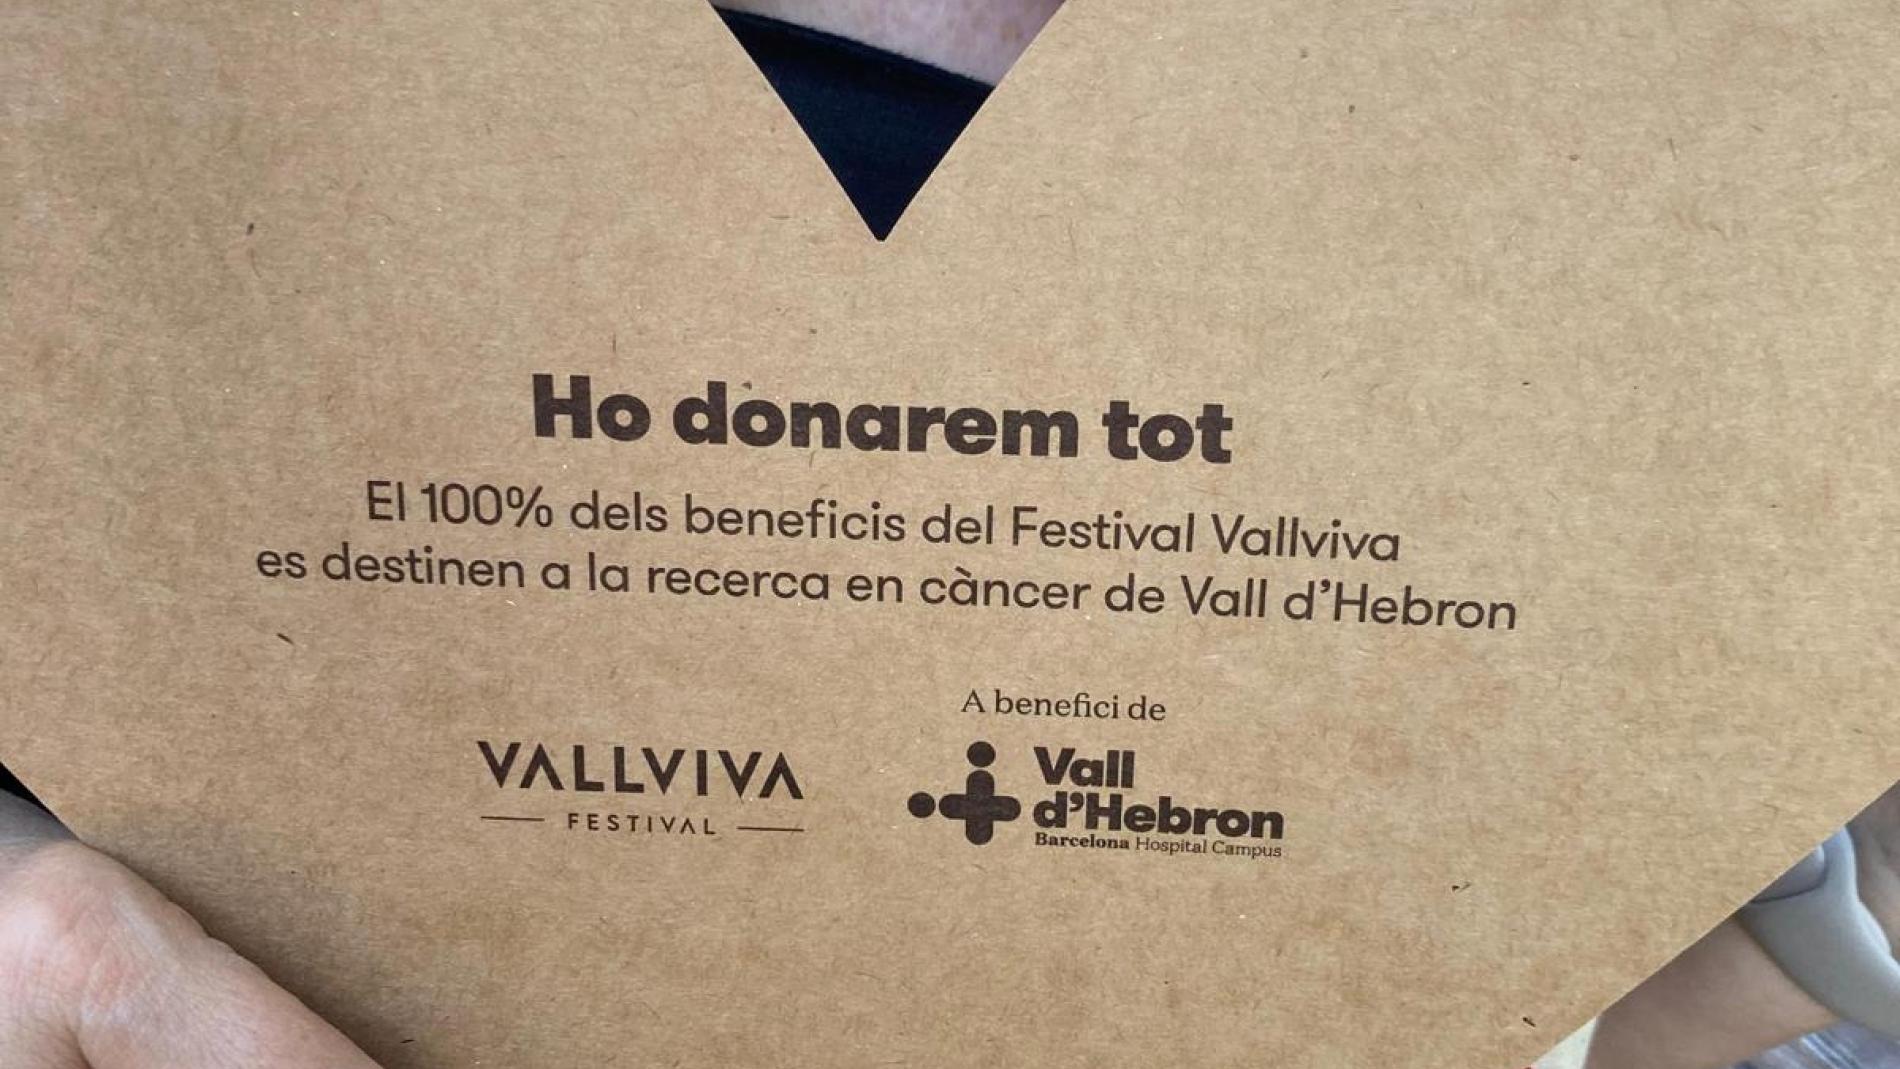 Ho donarem tot
El 100% dels beneficis del Festival Vallviva
es destinen a la recerca en càncer de Vall d’Hebron
A benefici de
VALLVIVA
FESTIVAL
Vall
d’Hebron
Barcelona Hospital Campus